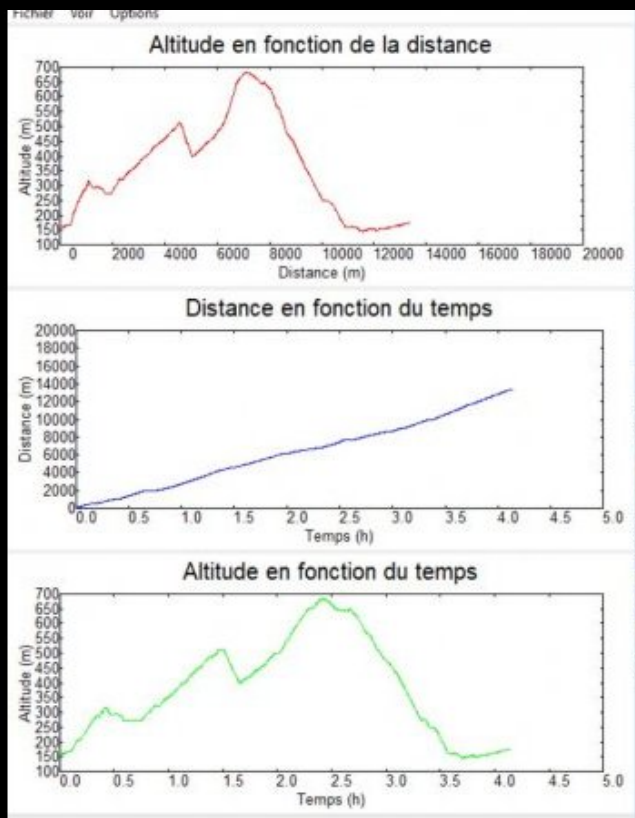 Fichier Voir Options
Altitude en fonction de la distance
700
650
600
550
500
450
400
350
300
250
200
150
100
Altitude (m)
0 2000 4000 6000 8000 10000 12000 14000 16000 18000 20000
Distance (m)
Distance en fonction du temps
20000
18000
16000
14000
12000
10000
8000
6000
4000
2000
0
Distance (m)
0.0 0.5 1.0 1.5 2.0 2.5 3.0 3.5 4.0 4.5 5.0
Temps (h)
Altitude en fonction du temps
700
650
600
550
500
450
400
350
300
250
200
150
100
Altitude (m)
0.0 0.5 1.0 1.5 2.0 2.5 3.0 3.5 4.0 4.5 5.0
Temps (h)